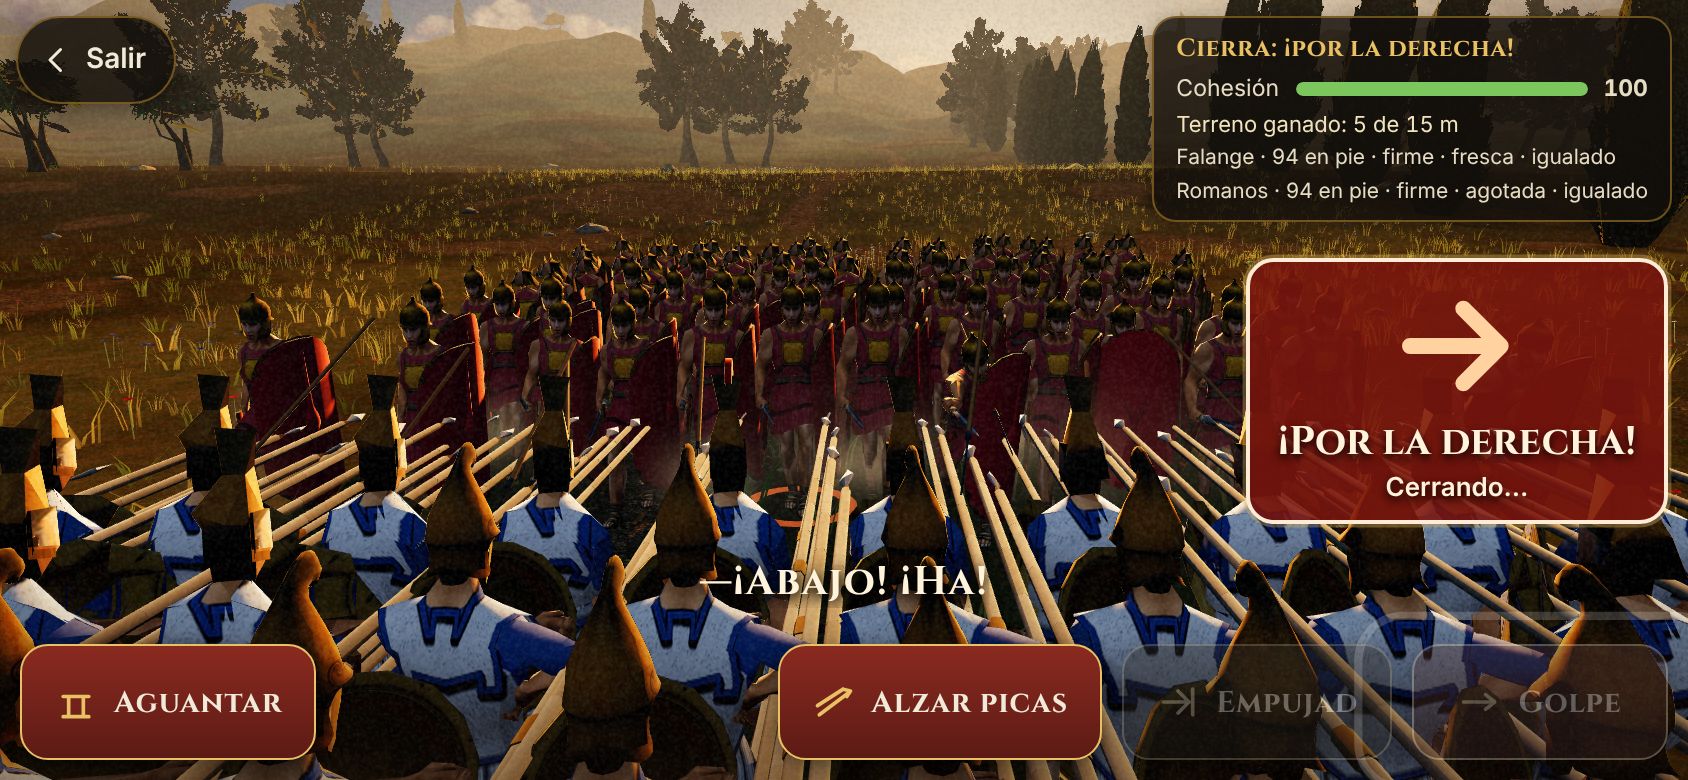 Salir
CIERRA: ¡POR LA DERECHA!
Cohesión 100
Terreno ganado: 5 de 15 m
Falange · 94 en pie · firme · fresca · igualado
Romanos · 94 en pie · firme · agotada · igualado
¡POR LA DERECHA!
Cerrando...
—¡ABAJO! ¡HA!
AGUANTAR
ALZAR PICAS
EMPUJAD
GOLPE